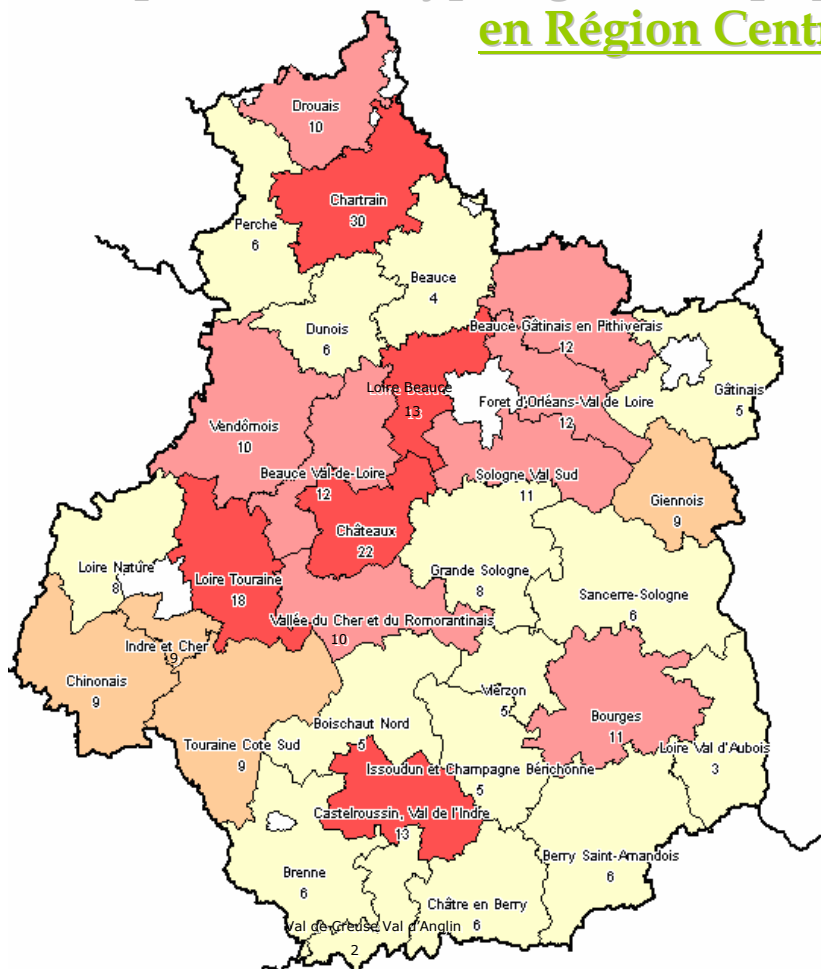 en Région Centr
Drouais
10
Chartrain
30
Perche
6
Beauce
4
Dunois
6
Beauce Gâtinais en Pithiverais
12
Loire Beauce
13
Foret d'Orléans-Val de Loire
12
Gâtinais
5
Vendômois
10
Beauce Val-de-Loire
12
Sologne Val Sud
11
Giennois
9
Châteaux
22
Loire Nature
8
Loire Touraine
18
Grande Sologne
8
Sancerre-Sologne
6
Vallée du Cher et du Romorantinais
10
Indre et Cher
9
Chinonais
9
Vierzon
5
Bourges
11
Boischaut Nord
5
Touraine Cote Sud
9
Loire Val d'Aubois
3
Issoudun et Champagne Bérichonne
5
Castelroussin, Val de l'Indre
13
Berry Saint-Amandois
6
Brenne
6
Châtre en Berry
6
Val de Creuse Val d'Anglin
2